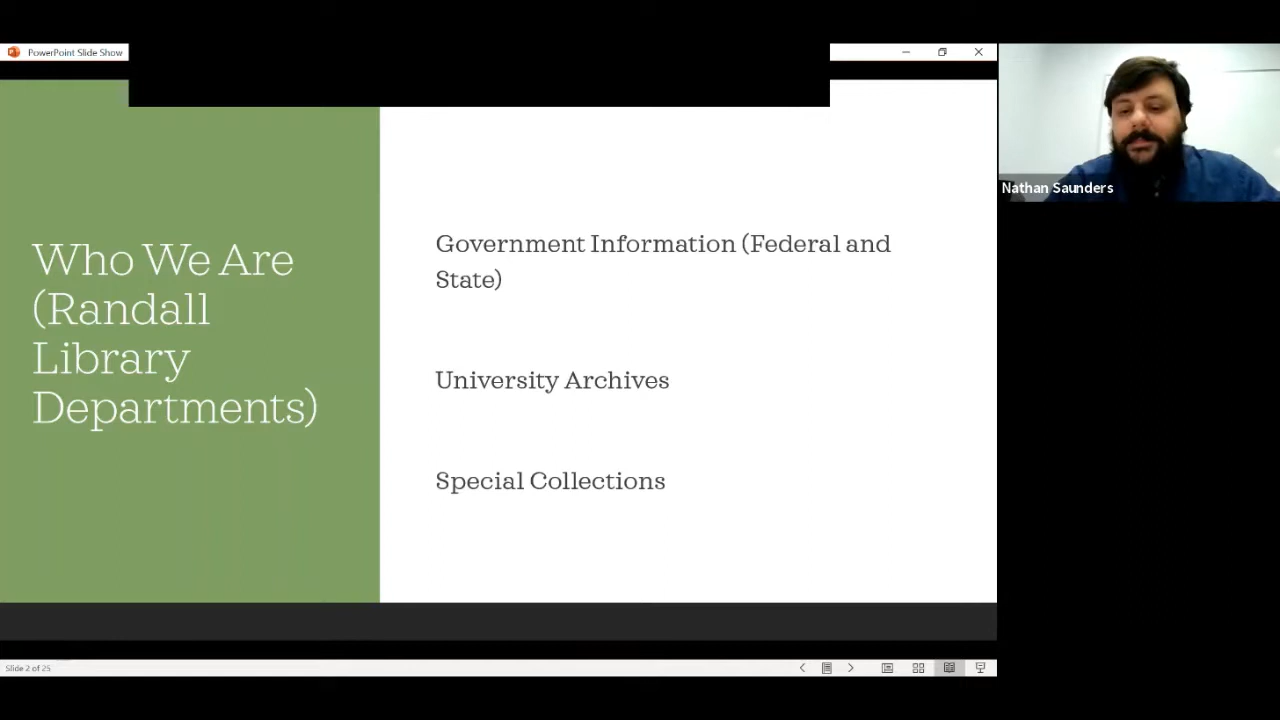 PowerPoint Slide Show
Who We Are
(Randall
Library
Departments)
Government Information (Federal and
State)
University Archives
Special Collections
Nathan Saunders
Slide 2 of 25